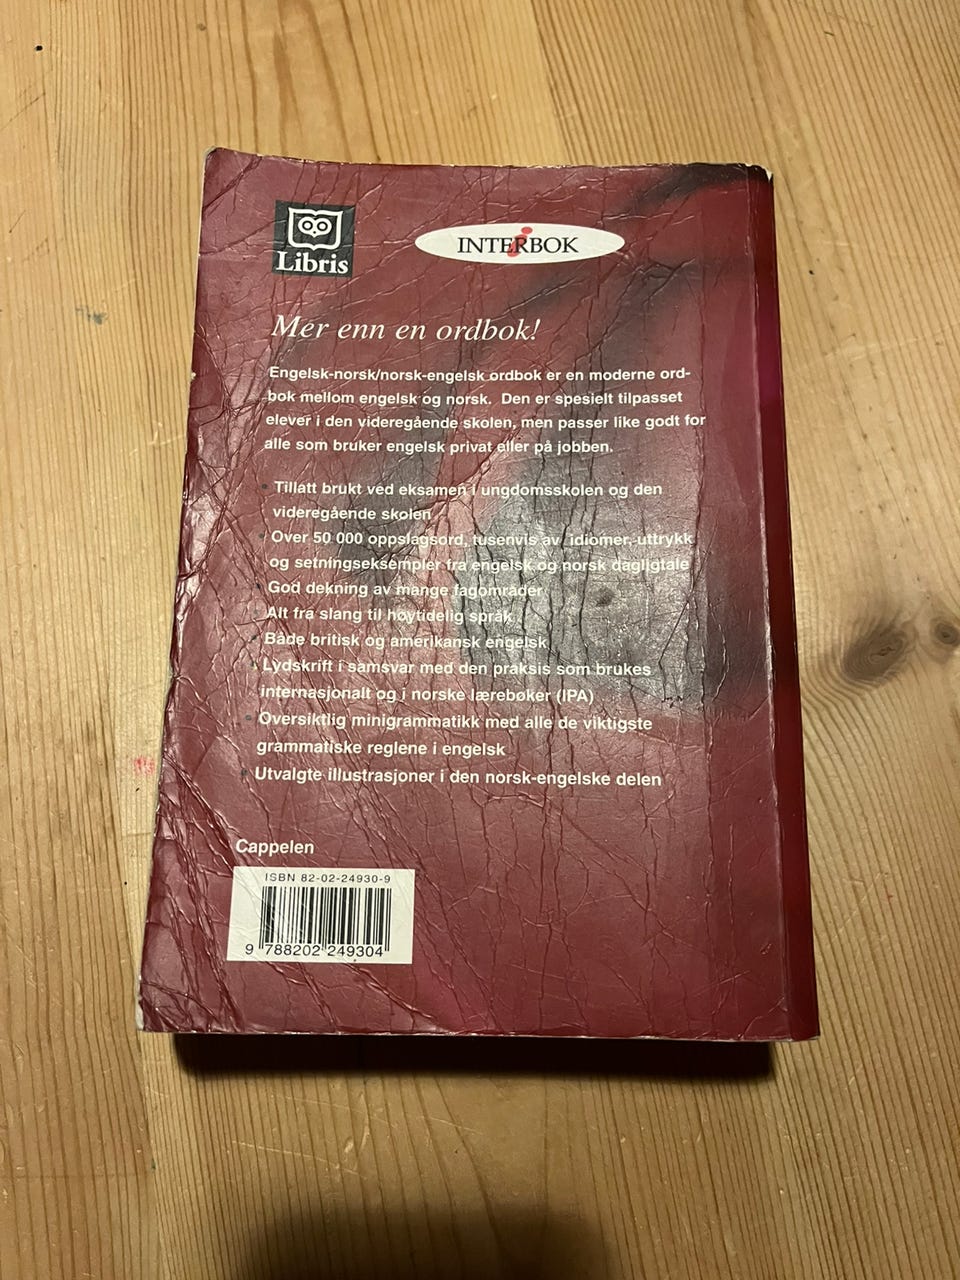 Libris
INTERBOK
Mer enn en ordbok!
Engelsk-norsk/norsk-engelsk ordbok er en moderne ord-
bok mellom engelsk og norsk. Den er spesielt tilpasset
elever i den videregående skolen, men passer like godt for
alle som bruker engelsk privat eller på jobben.
• Tillatt brukt ved eksamen i ungdomsskolen og den
videregående skolen
• Over 50 000 oppslagsord, tusenvis av idiomer, uttrykk
og setningseksempler fra engelsk og norsk dagligtale
• God dekning av mange fagområder
• Alt fra slang til høytidelig språk
• Både britisk og amerikansk engelsk
• Lydskrift i samsvar med den praksis som brukes
internasjonalt og i norske lærebøker (IPA)
• Oversiktlig minigrammatikk med alle de viktigste
grammatiske reglene i engelsk
• Utvalgte illustrasjoner i den norsk-engelske delen
Cappelen
ISBN 82-02-24930-9
9 788202 249304